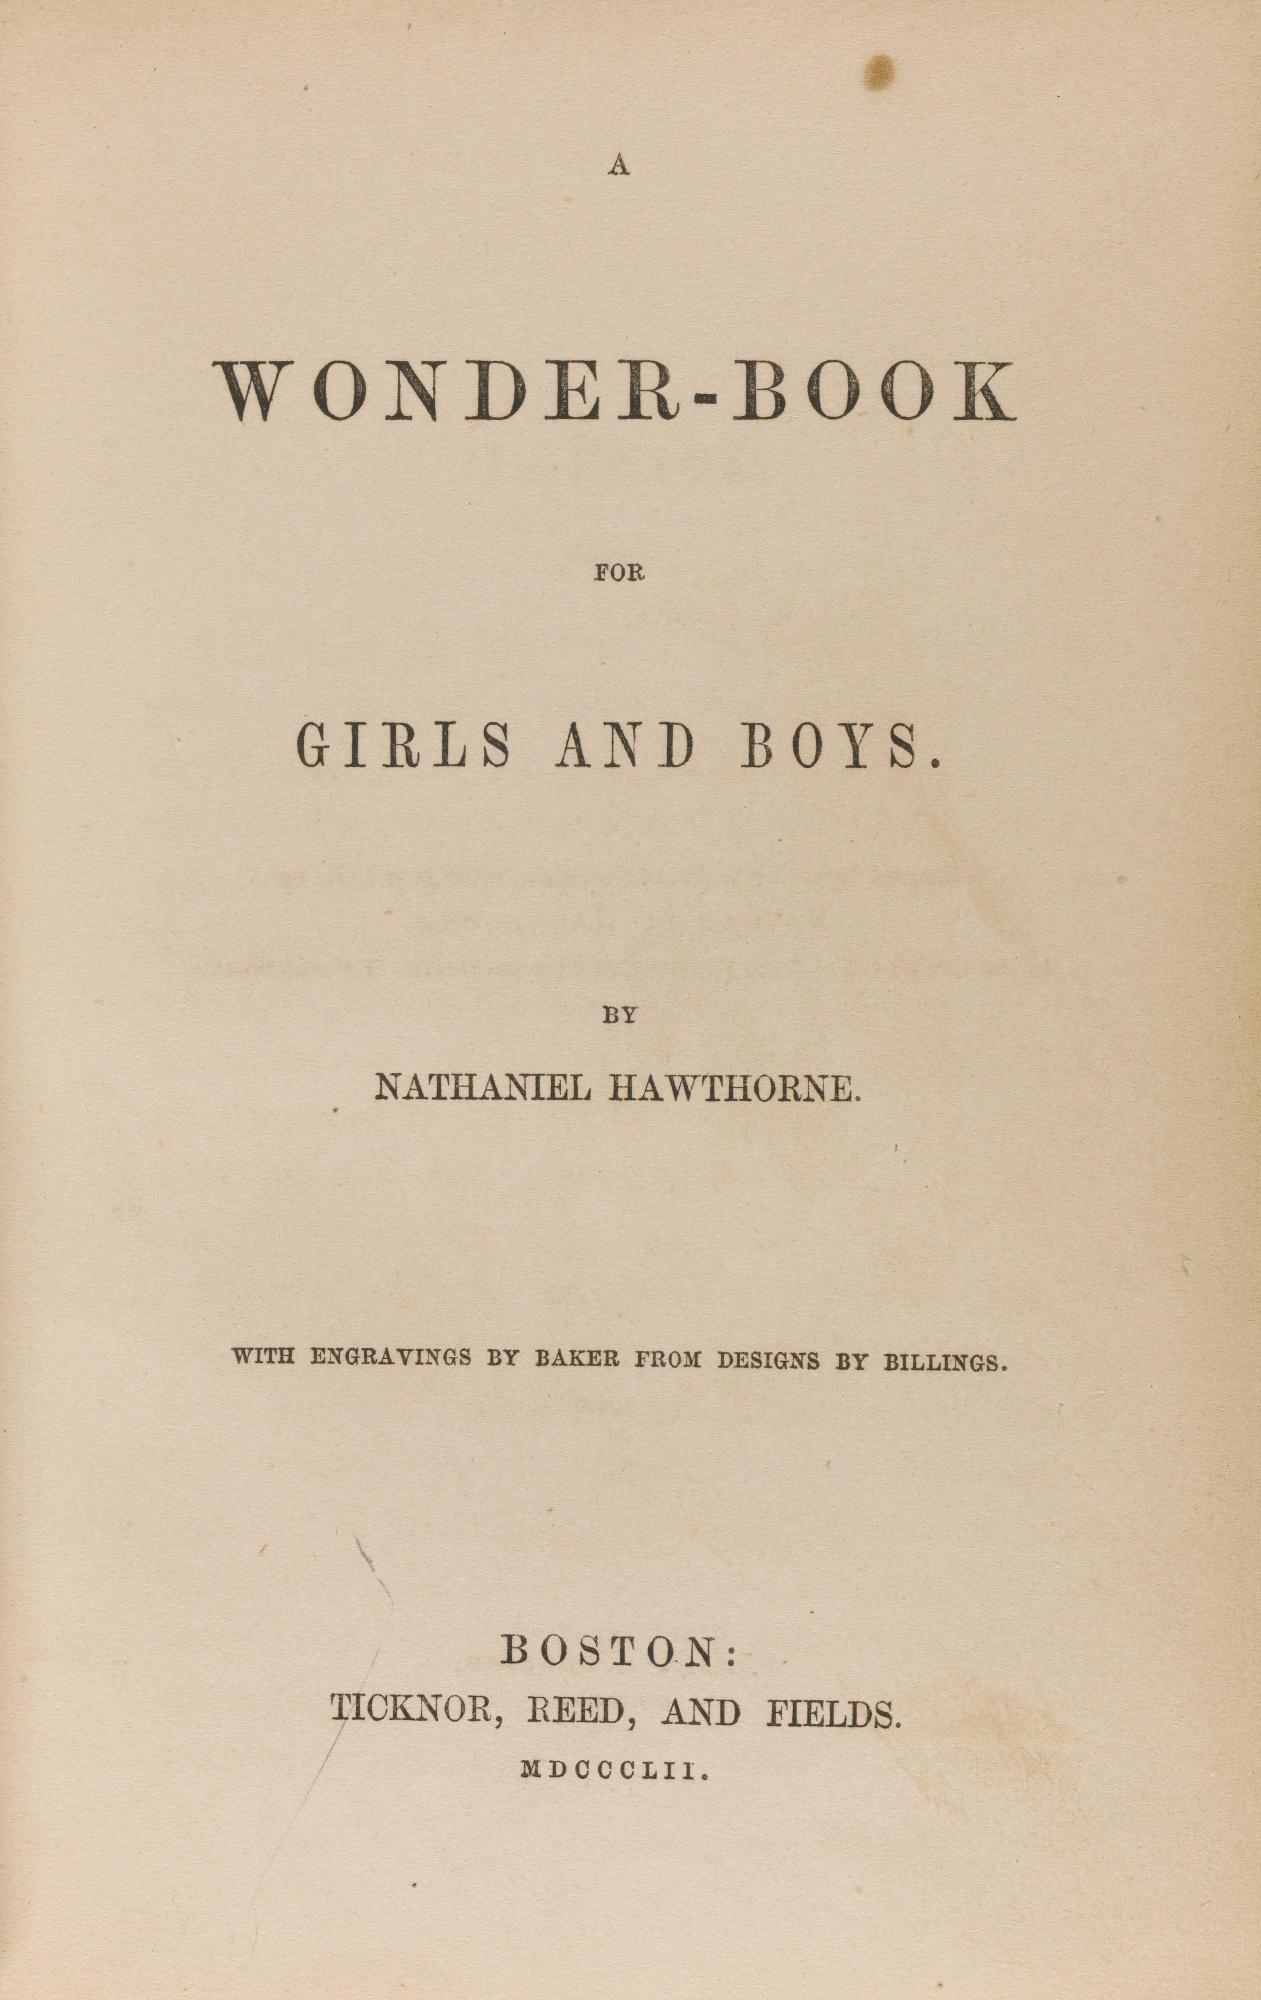 A
WONDER-BOOK
FOR
GIRLS AND BOYS.
BY
NATHANIEL HAWTHORNE.
WITH ENGRAVINGS BY BAKER FROM DESIGNS BY BILLINGS.
BOSTON:
TICKNOR, REED, AND FIELDS.
MDCCCLII.